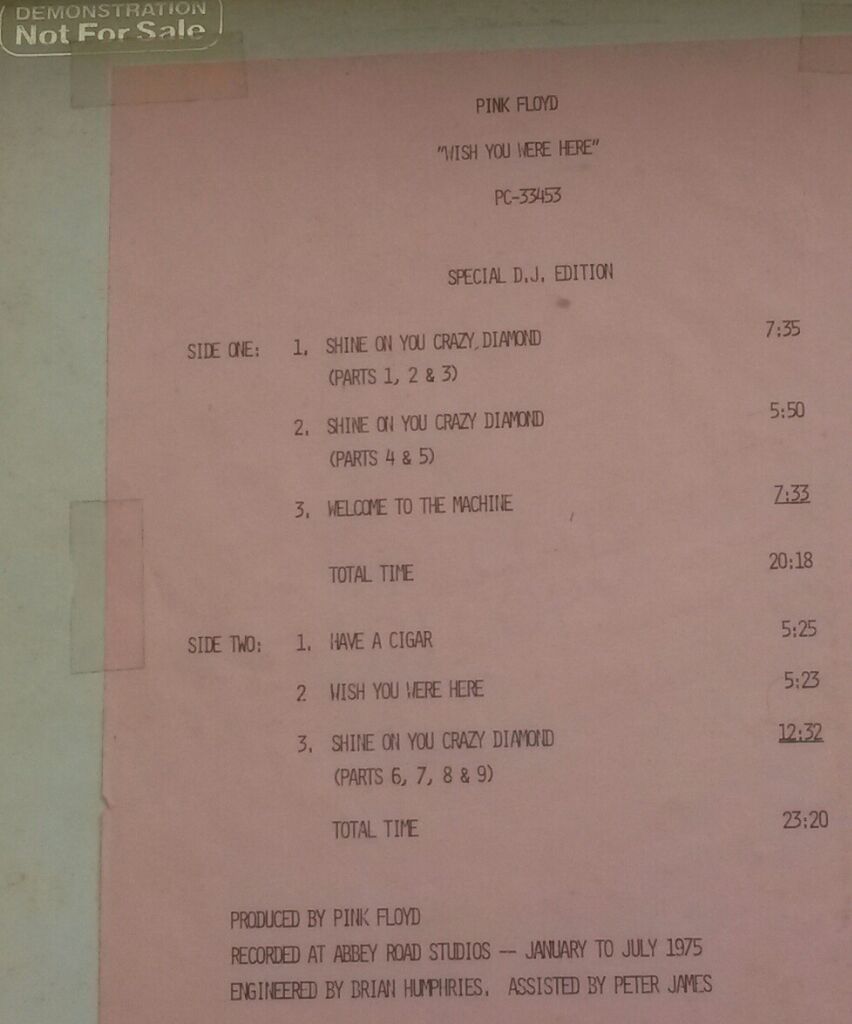 DEMONSTRATION
Not For Sale
PINK FLOYD
"WISH YOU WERE HERE"
PC-33453
SPECIAL D.J. EDITION
SIDE ONE: 1. SHINE ON YOU CRAZY DIAMOND 7:35
(PARTS 1, 2 & 3)
2. SHINE ON YOU CRAZY DIAMOND 5:50
(PARTS 4 & 5)
3. WELCOME TO THE MACHINE 7:33
TOTAL TIME 20:18
SIDE TWO: 1. HAVE A CIGAR 5:25
2 WISH YOU WERE HERE 5:23
3. SHINE ON YOU CRAZY DIAMOND 12:32
(PARTS 6, 7, 8 & 9)
TOTAL TIME 23:20
PRODUCED BY PINK FLOYD
RECORDED AT ABBEY ROAD STUDIOS -- JANUARY TO JULY 1975
ENGINEERED BY BRIAN HUMPHRIES. ASSISTED BY PETER JAMES